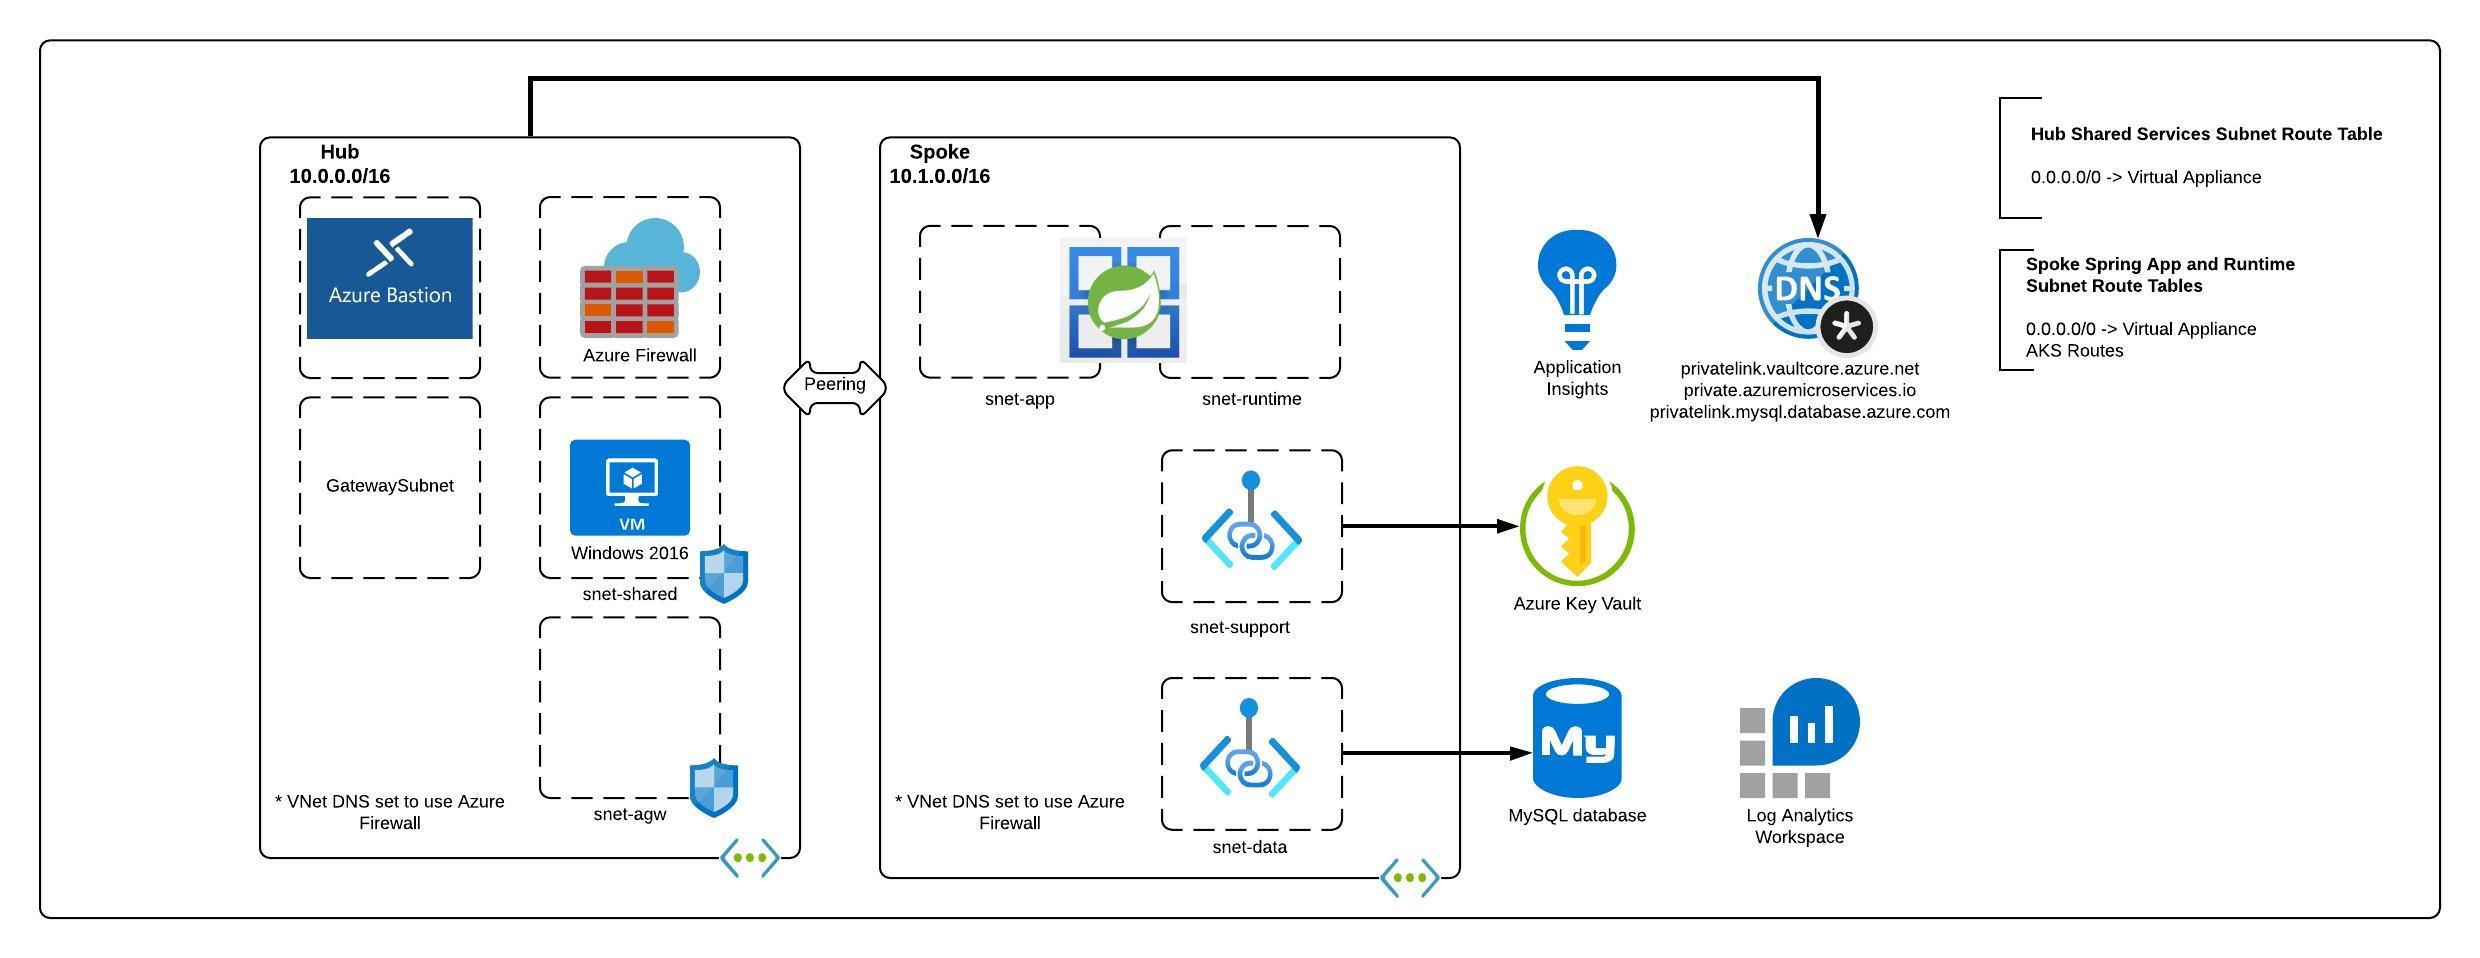 Hub
10.0.0.0/16
Azure Bastion
Azure Firewall
GatewaySubnet
VM
Windows 2016
snet-shared
snet-agw
* VNet DNS set to use Azure
Firewall
Peering
Spoke
10.1.0.0/16
snet-app
snet-runtime
snet-support
snet-data
* VNet DNS set to use Azure
Firewall
Application
Insights
DNS
privatelink.vaultcore.azure.net
private.azuremicroservices.io
privatelink.mysql.database.azure.com
Azure Key Vault
My
MySQL database
Log Analytics
Workspace
Hub Shared Services Subnet Route Table
0.0.0.0/0 -> Virtual Appliance
Spoke Spring App and Runtime
Subnet Route Tables
0.0.0.0/0 -> Virtual Appliance
AKS Routes